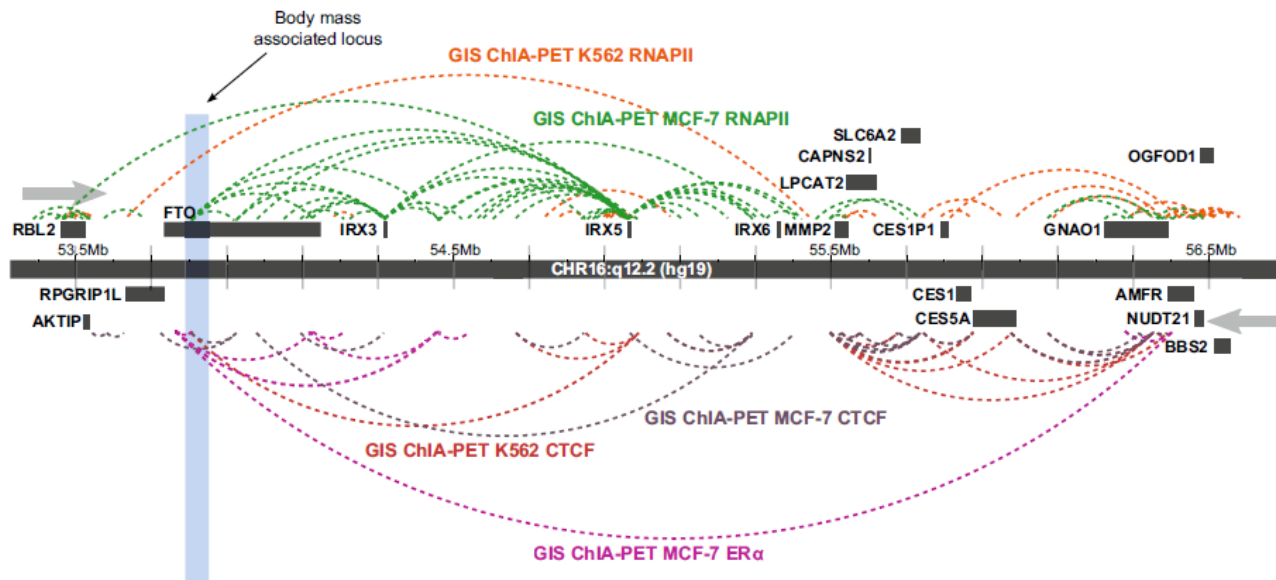 Body mass
associated locus
GIS ChIA-PET K562 RNAPII
GIS ChIA-PET MCF-7 RNAPII
SLC6A2
CAPNS2
OGFOD1
LPCAT2
FTO
RBL2
IRX3
IRX5
IRX6
MMP2
CES1P1
GNAO1
53.5Mb
54.5Mb
55.5Mb
56.5Mb
CHR16:q12.2 (hg19)
RPGRIP1L
CES1
AMFR
AKTIP
CES5A
NUDT21
BBS2
GIS ChIA-PET MCF-7 CTCF
GIS ChIA-PET K562 CTCF
GIS ChIA-PET MCF-7 ERα